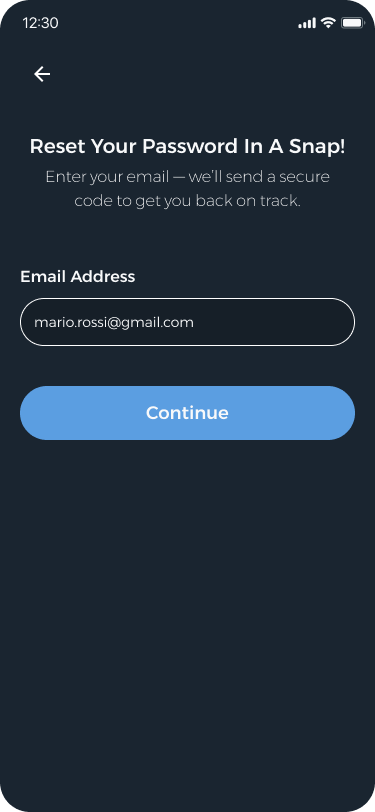 12:30
Reset Your Password In A Snap!
Enter your email — we'll send a secure
code to get you back on track.
Email Address
mario.rossi@gmail.com
Continue